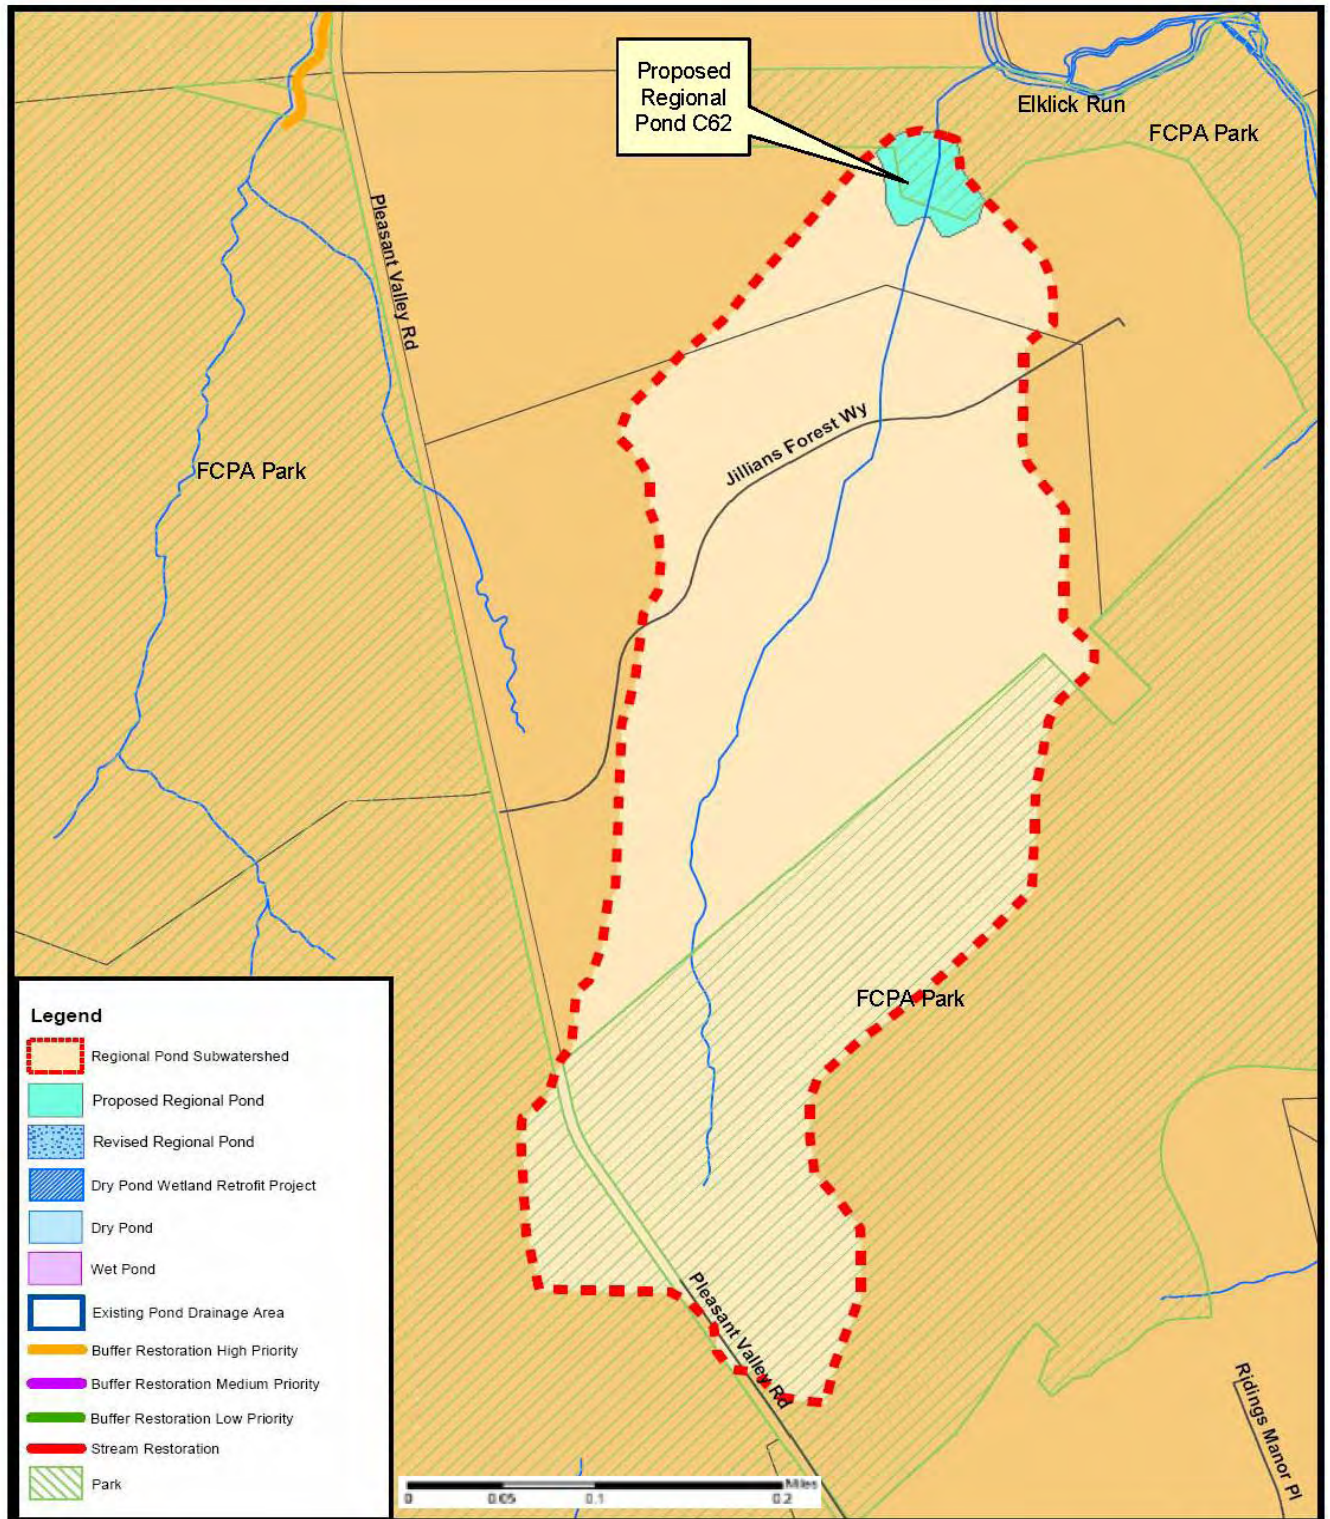 Proposed
Regional
Pond C62
Elklick Run
FCPA Park
Pleasant Valley Rd
Jillians Forest Wy
FCPA Park
FCPA Park
Pleasant Valley Rd
Ridings Manor Pl
Legend
Regional Pond Subwatershed
Proposed Regional Pond
Revised Regional Pond
Dry Pond Wetland Retrofit Project
Dry Pond
Wet Pond
Existing Pond Drainage Area
Buffer Restoration High Priority
Buffer Restoration Medium Priority
Buffer Restoration Low Priority
Stream Restoration
Park
Miles
0 0.05 0.1 0.2